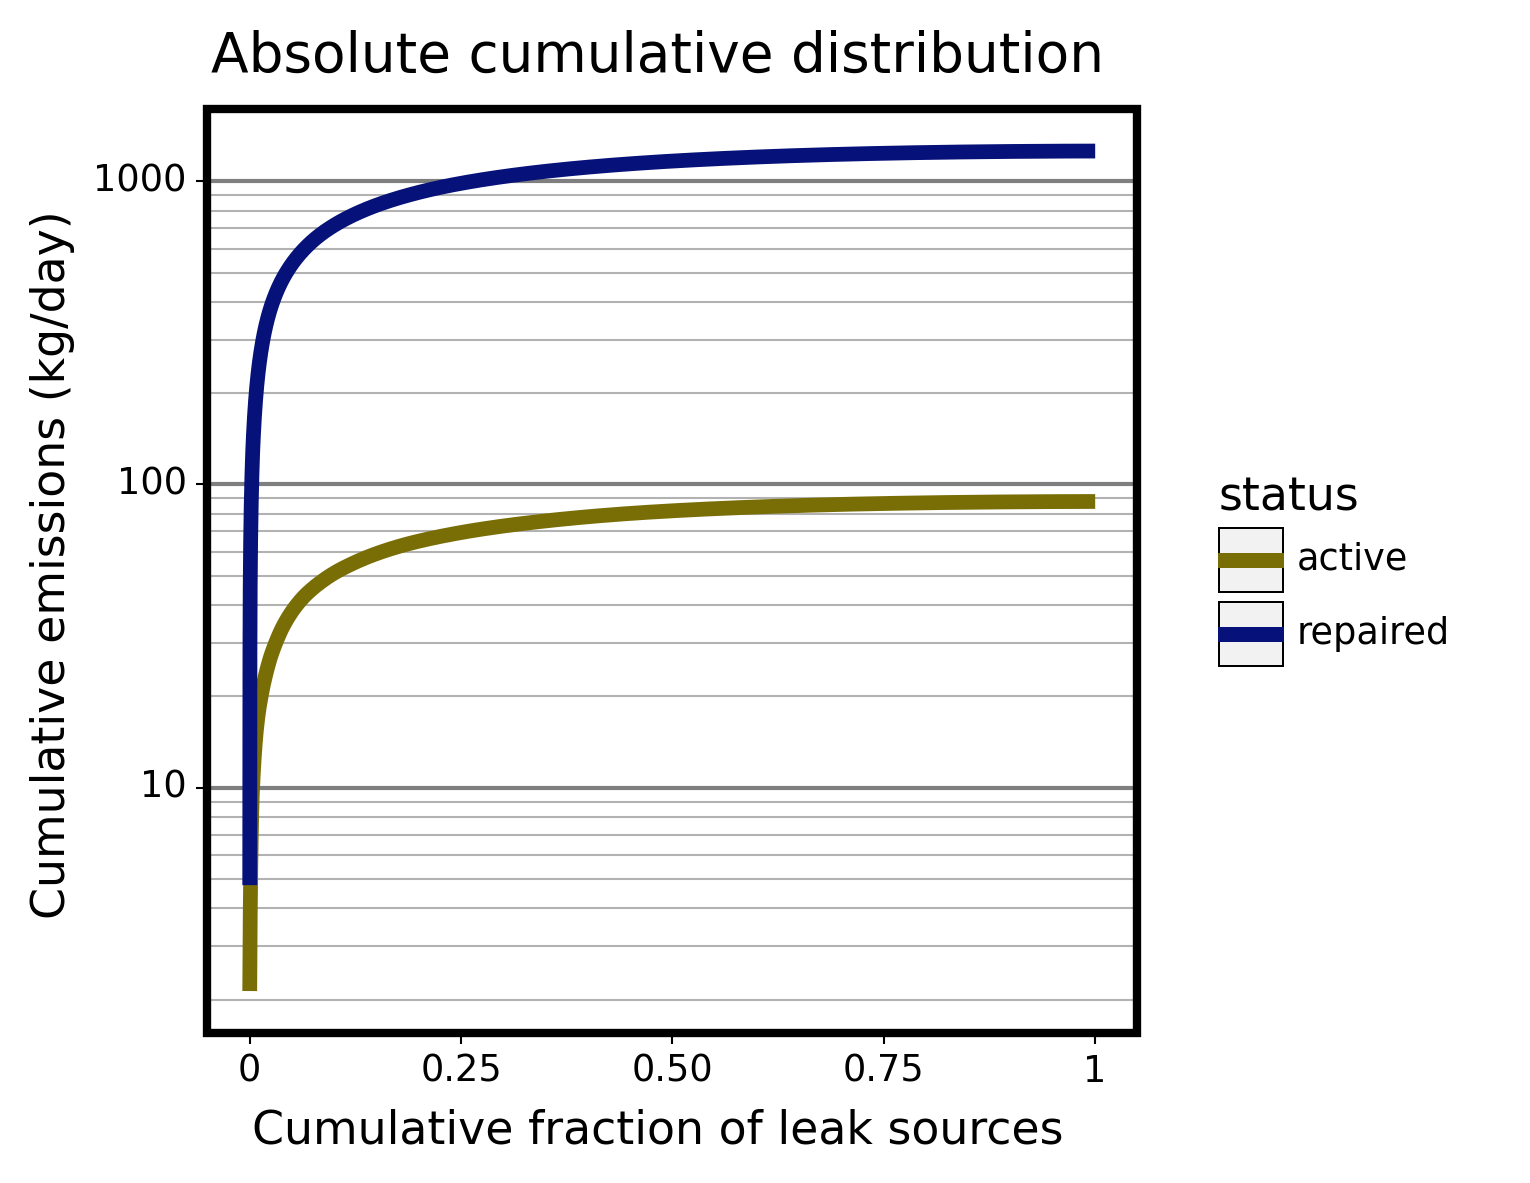 Absolute cumulative distribution
Cumulative emissions (kg/day)
1000
100
10
0 0.25 0.50 0.75 1
Cumulative fraction of leak sources
status
active
repaired